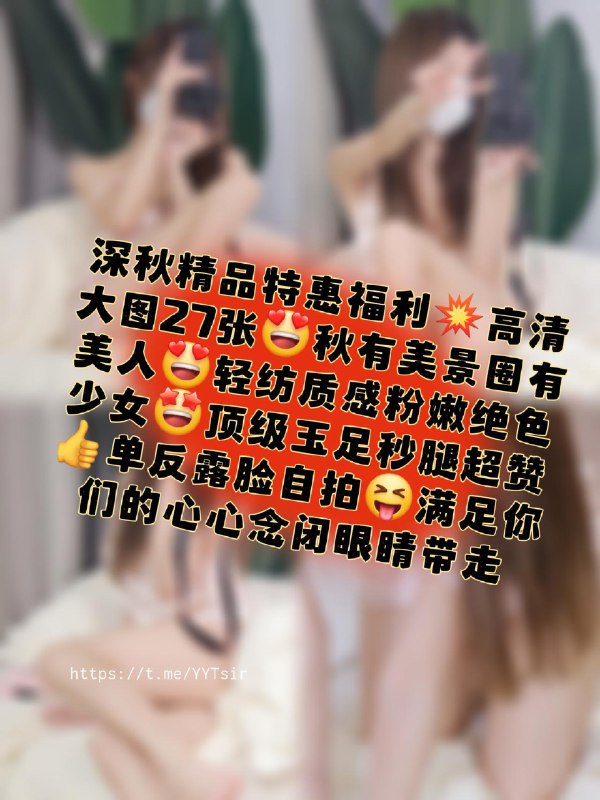 深秋精品特惠福利💥高清
大图27张😍秋有美景圈有
美人😍轻纺质感粉嫩绝色
少女🤩顶级玉足秒腿超赞
👍单反露脸自拍😝满足你
们的心心念闭眼睛带走
https://t.me/YYTsir